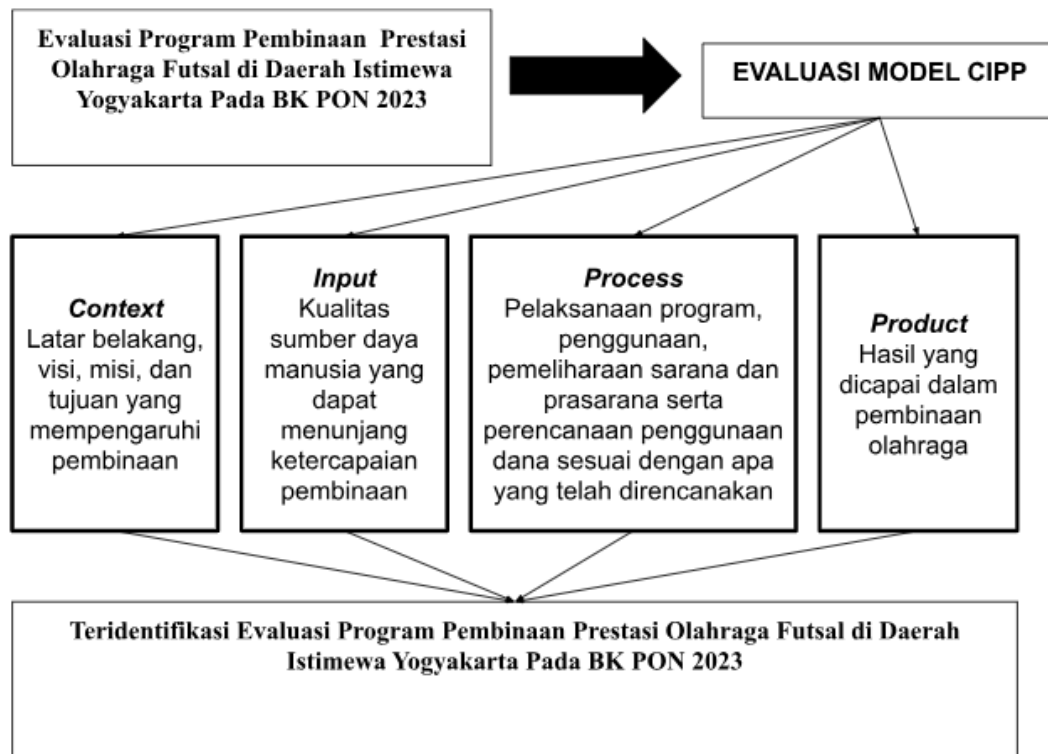 Evaluasi Program Pembinaan Prestasi
Olahraga Futsal di Daerah Istimewa
Yogyakarta Pada BK PON 2023
EVALUASI MODEL CIPP
Context
Latar belakang,
visi, misi, dan
tujuan yang
mempengaruhi
pembinaan
Input
Kualitas
sumber daya
manusia yang
dapat
menunjang
ketercapaian
pembinaan
Process
Pelaksanaan program,
penggunaan,
pemeliharaan sarana dan
prasarana serta
perencanaan penggunaan
dana sesuai dengan apa
yang telah direncanakan
Product
Hasil yang
dicapai dalam
pembinaan
olahraga
Teridentifikasi Evaluasi Program Pembinaan Prestasi Olahraga Futsal di Daerah
Istimewa Yogyakarta Pada BK PON 2023